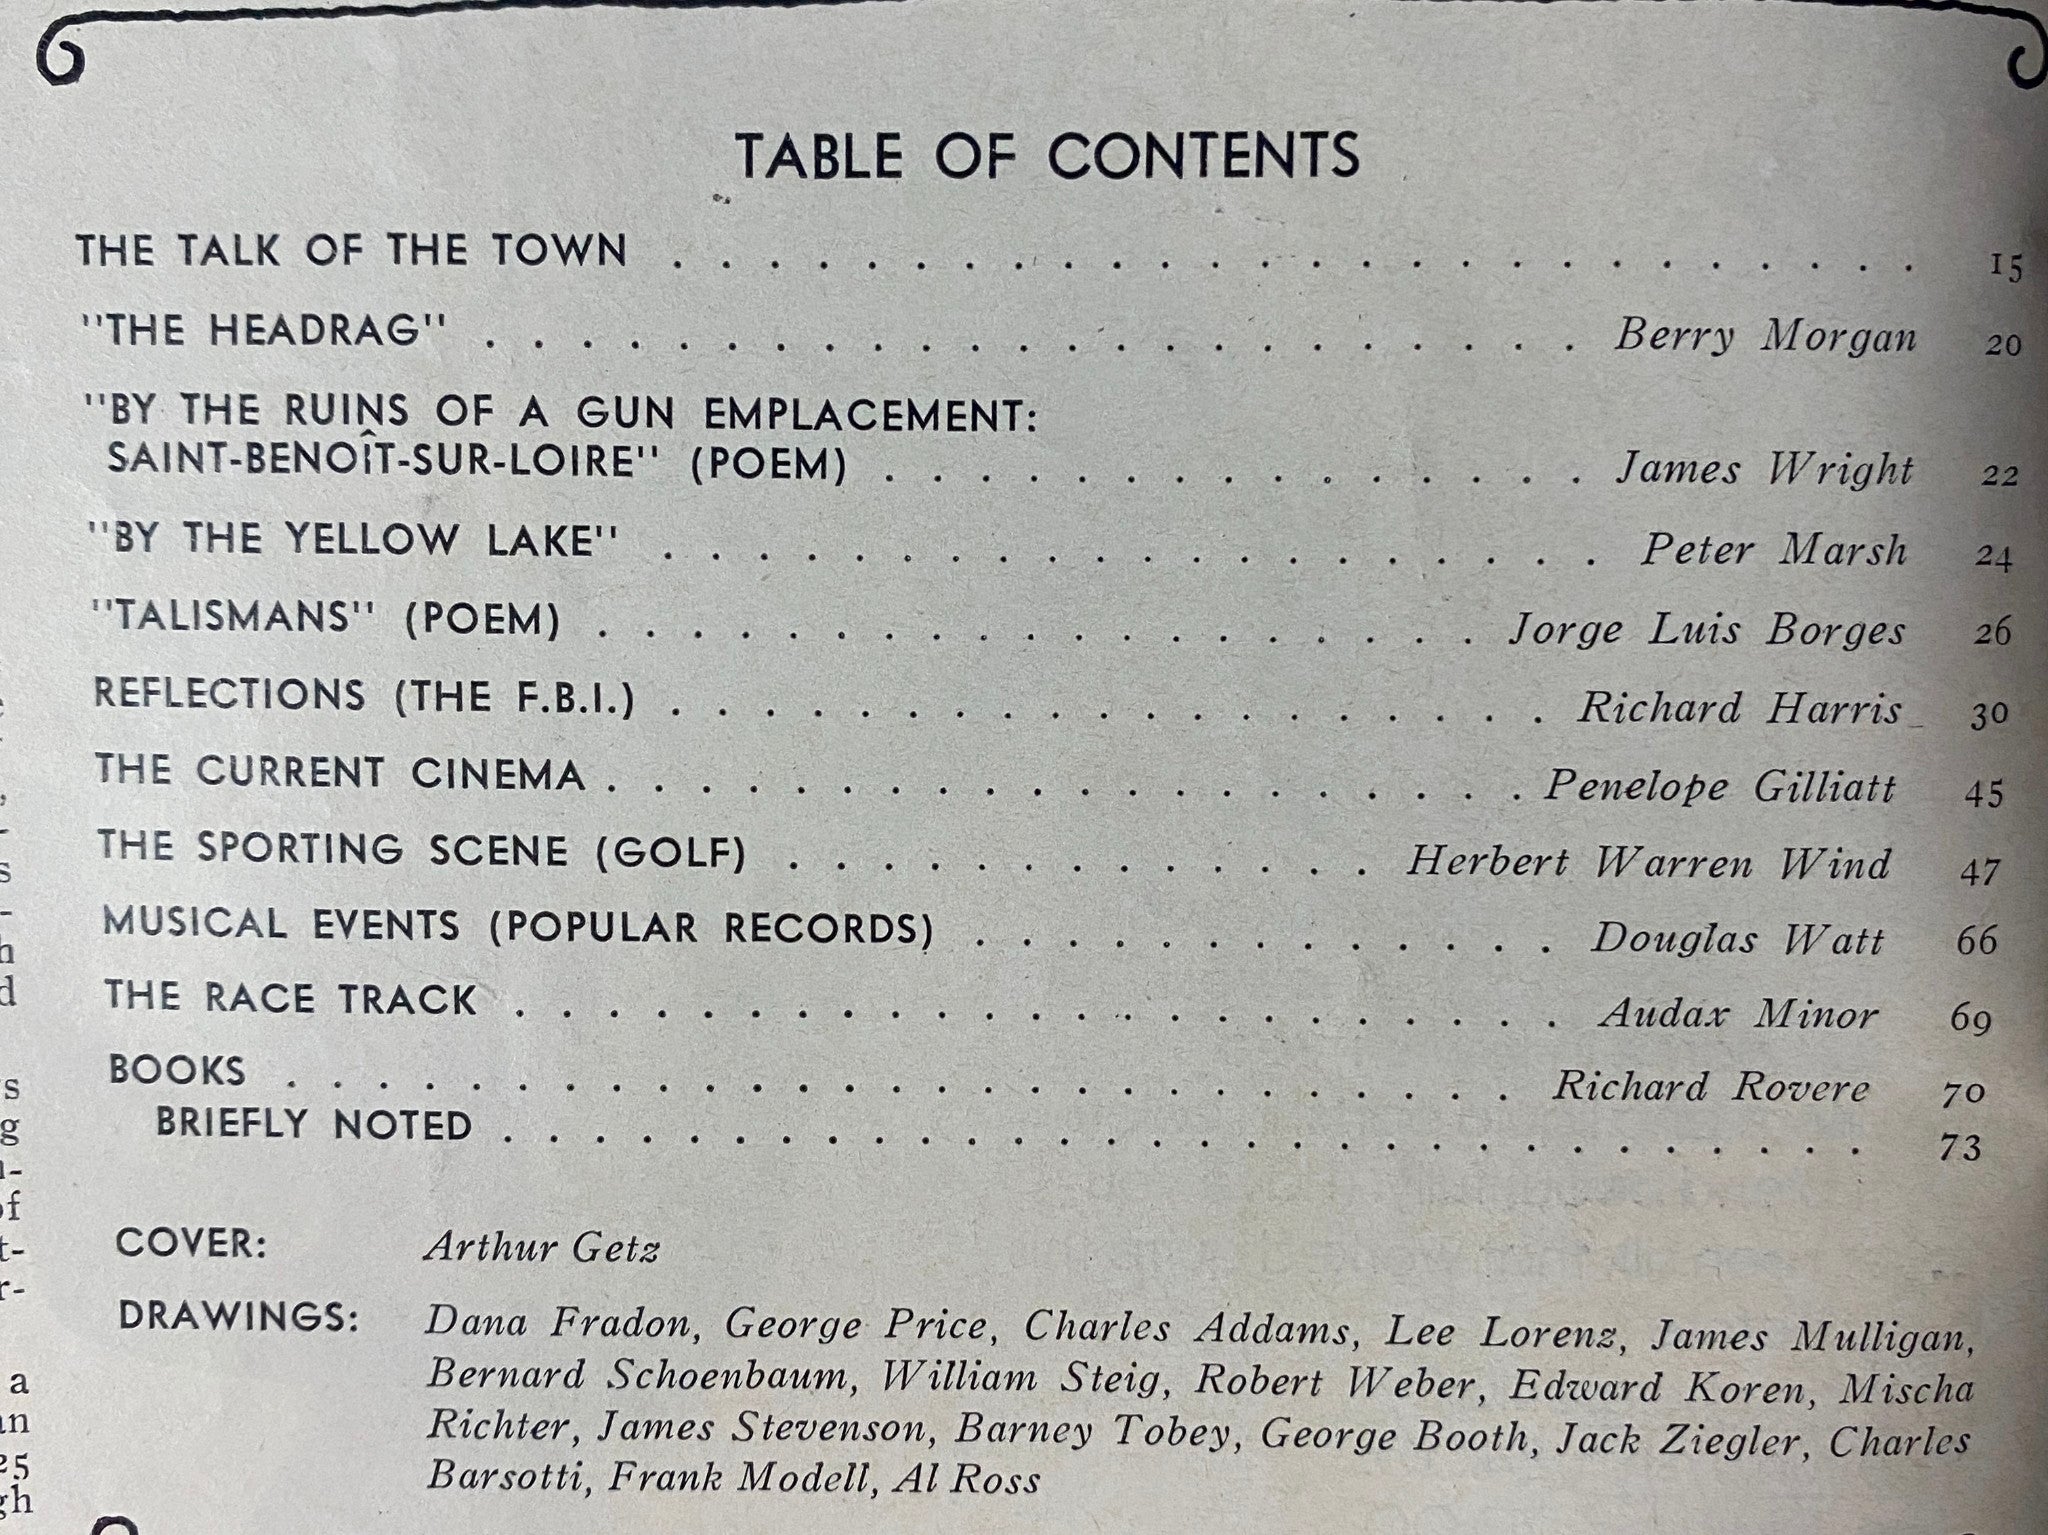 TABLE OF CONTENTS
THE TALK OF THE TOWN . . . . . . . . . . . . . . . . . . . . . . . . . . 15
"THE HEADRAG" . . . . . . . . . . . . . . . . . . . . . . . Berry Morgan 20
"BY THE RUINS OF A GUN EMPLACEMENT:
SAINT-BENOÎT-SUR-LOIRE" (POEM) . . . . . . . . . . . . . . . James Wright 22
"BY THE YELLOW LAKE" . . . . . . . . . . . . . . . . . . . . Peter Marsh 24
"TALISMANS" (POEM) . . . . . . . . . . . . . . . . . . . Jorge Luis Borges 26
REFLECTIONS (THE F.B.I.) . . . . . . . . . . . . . . . . . . . Richard Harris 30
THE CURRENT CINEMA . . . . . . . . . . . . . . . . . . . . Penelope Gilliatt 45
THE SPORTING SCENE (GOLF) . . . . . . . . . . . . . Herbert Warren Wind 47
MUSICAL EVENTS (POPULAR RECORDS) . . . . . . . . . . . . . Douglas Watt 66
THE RACE TRACK . . . . . . . . . . . . . . . . . . . . . . . Audax Minor 69
BOOKS . . . . . . . . . . . . . . . . . . . . . . . . . . . Richard Rovere 70
BRIEFLY NOTED . . . . . . . . . . . . . . . . . . . . . . . . . . . . . . 73
COVER: Arthur Getz
DRAWINGS: Dana Fradon, George Price, Charles Addams, Lee Lorenz, James Mulligan,
Bernard Schoenbaum, William Steig, Robert Weber, Edward Koren, Mischa
Richter, James Stevenson, Barney Tobey, George Booth, Jack Ziegler, Charles
Barsotti, Frank Modell, Al Ross